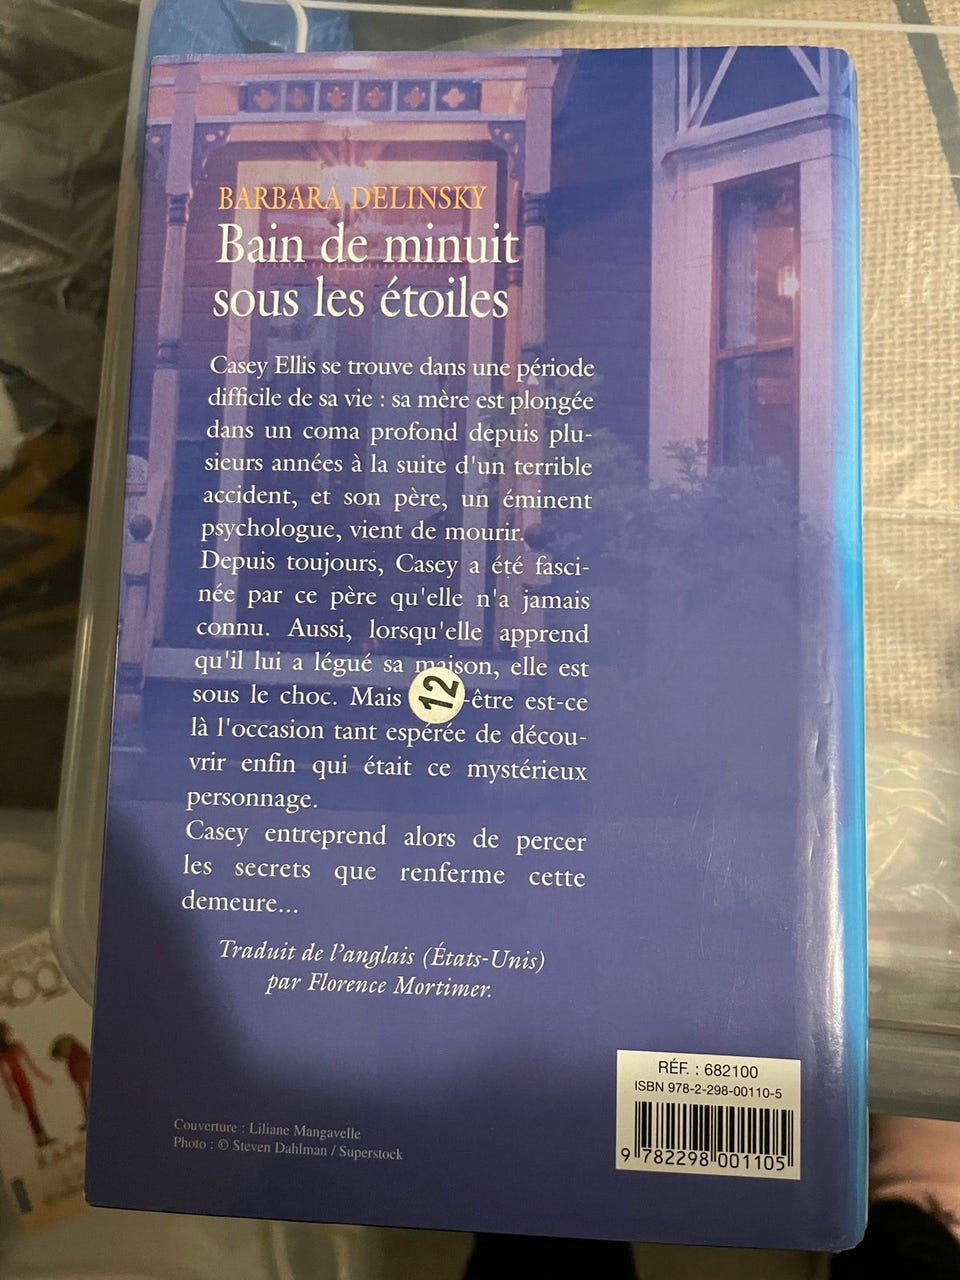 BARBARA DELINSKY
Bain de minuit
sous les étoiles
Casey Ellis se trouve dans une période
difficile de sa vie : sa mère est plongée
dans un coma profond depuis plu-
sieurs années à la suite d'un terrible
accident, et son père, un éminent
psychologue, vient de mourir.
Depuis toujours, Casey a été fasci-
née par ce père qu'elle n'a jamais
connu. Aussi, lorsqu'elle apprend
qu'il lui a légué sa maison, elle est
sous le choc. Mais -être est-ce
12
là l'occasion tant espérée de décou-
vrir enfin qui était ce mystérieux
personnage.
Casey entreprend alors de percer
les secrets que renferme cette
demeure...
Traduit de l'anglais (États-Unis)
par Florence Mortimer.
RÉF. : 682100
ISBN 978-2-298-00110-5
9 782298 001105
Couverture : Liliane Mangavelle
Photo : © Steven Dahlman / Superstock